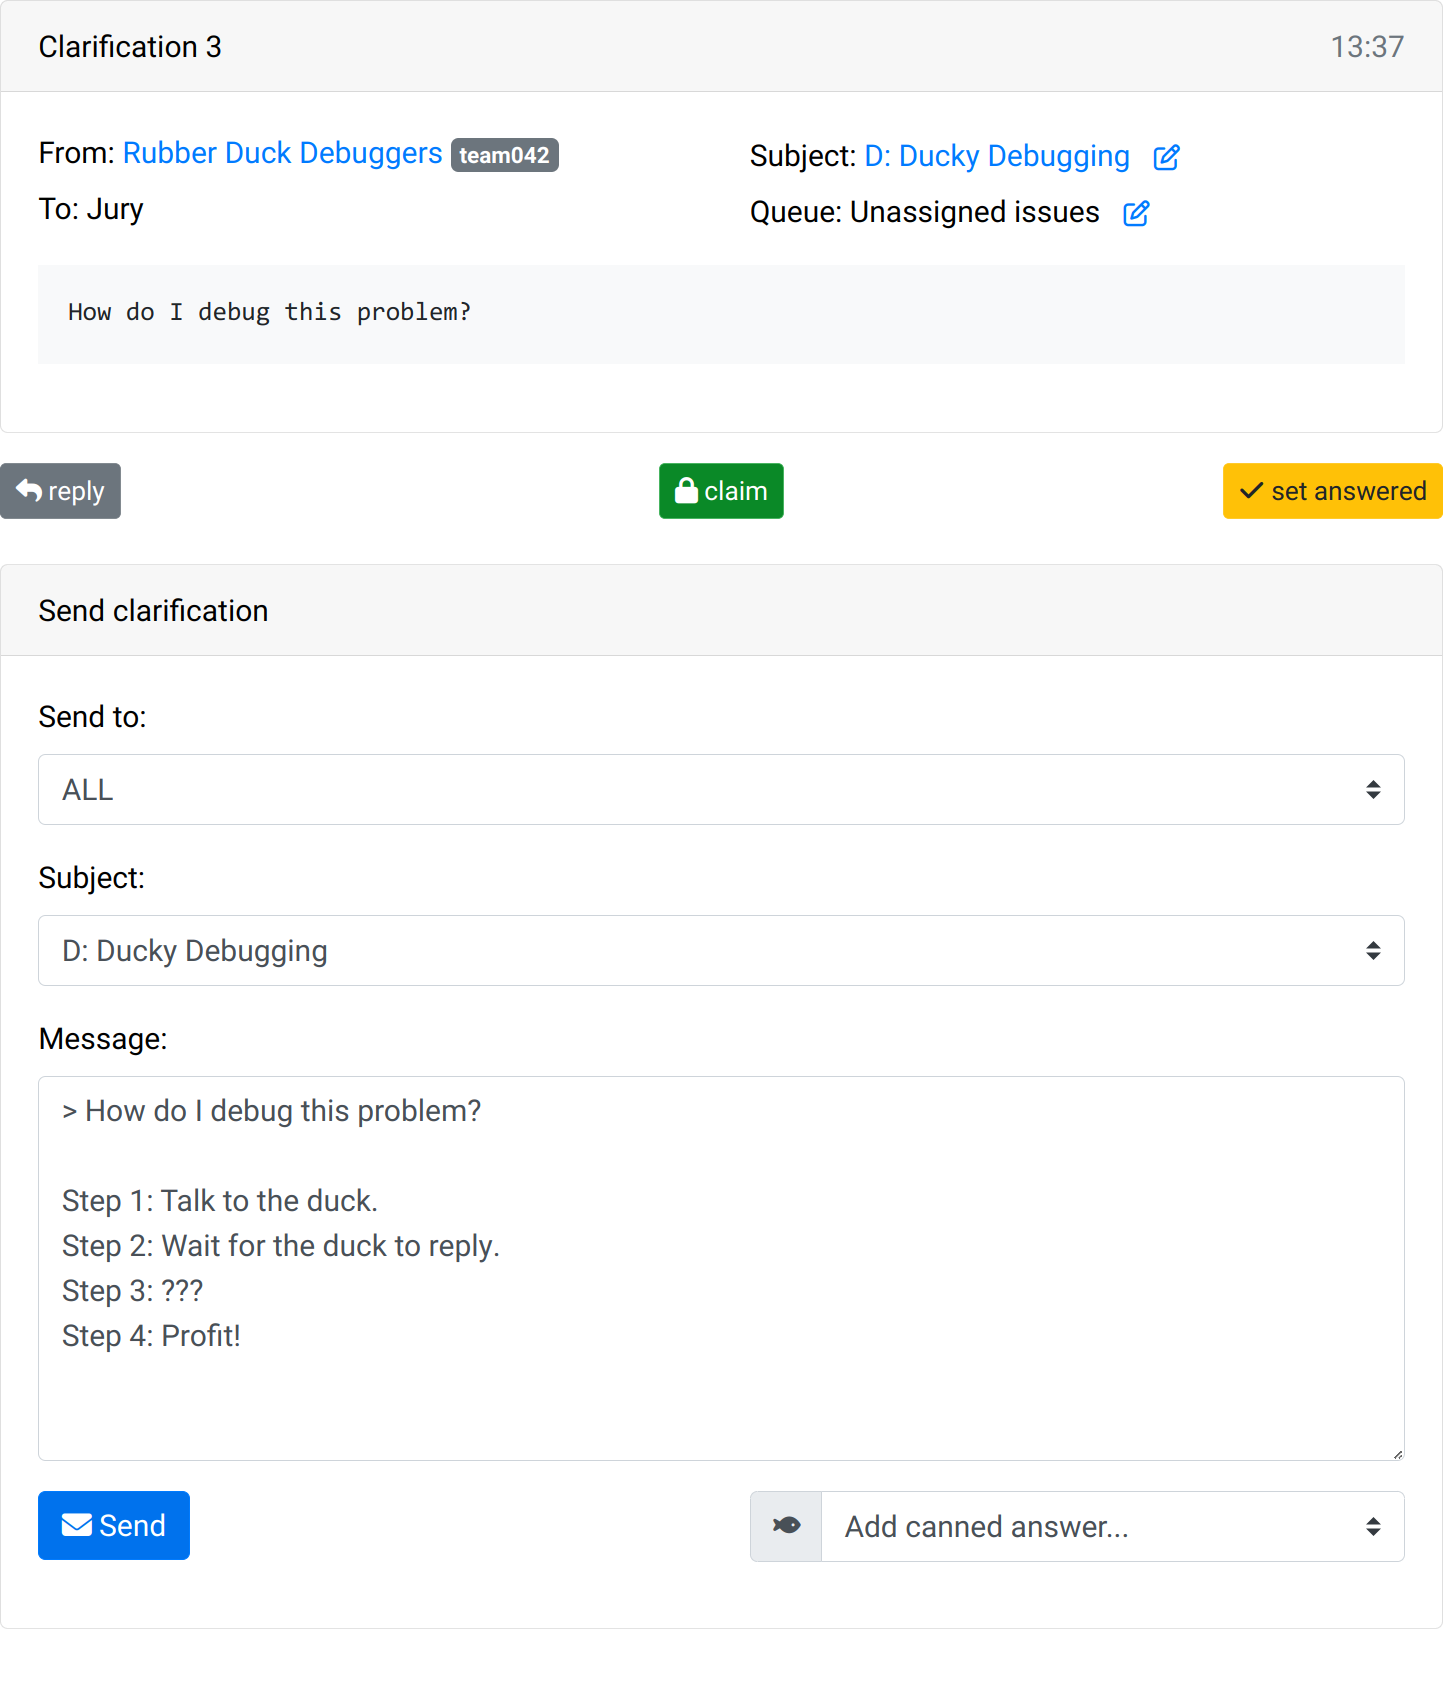 Clarification 3
13:37
From: Rubber Duck Debuggers team042
To: Jury
Subject: D: Ducky Debugging
Queue: Unassigned issues
How do I debug this problem?
reply
claim
set answered
Send clarification
Send to:
ALL
Subject:
D: Ducky Debugging
Message:
> How do I debug this problem?
Step 1: Talk to the duck.
Step 2: Wait for the duck to reply.
Step 3: ???
Step 4: Profit!
Send
Add canned answer...